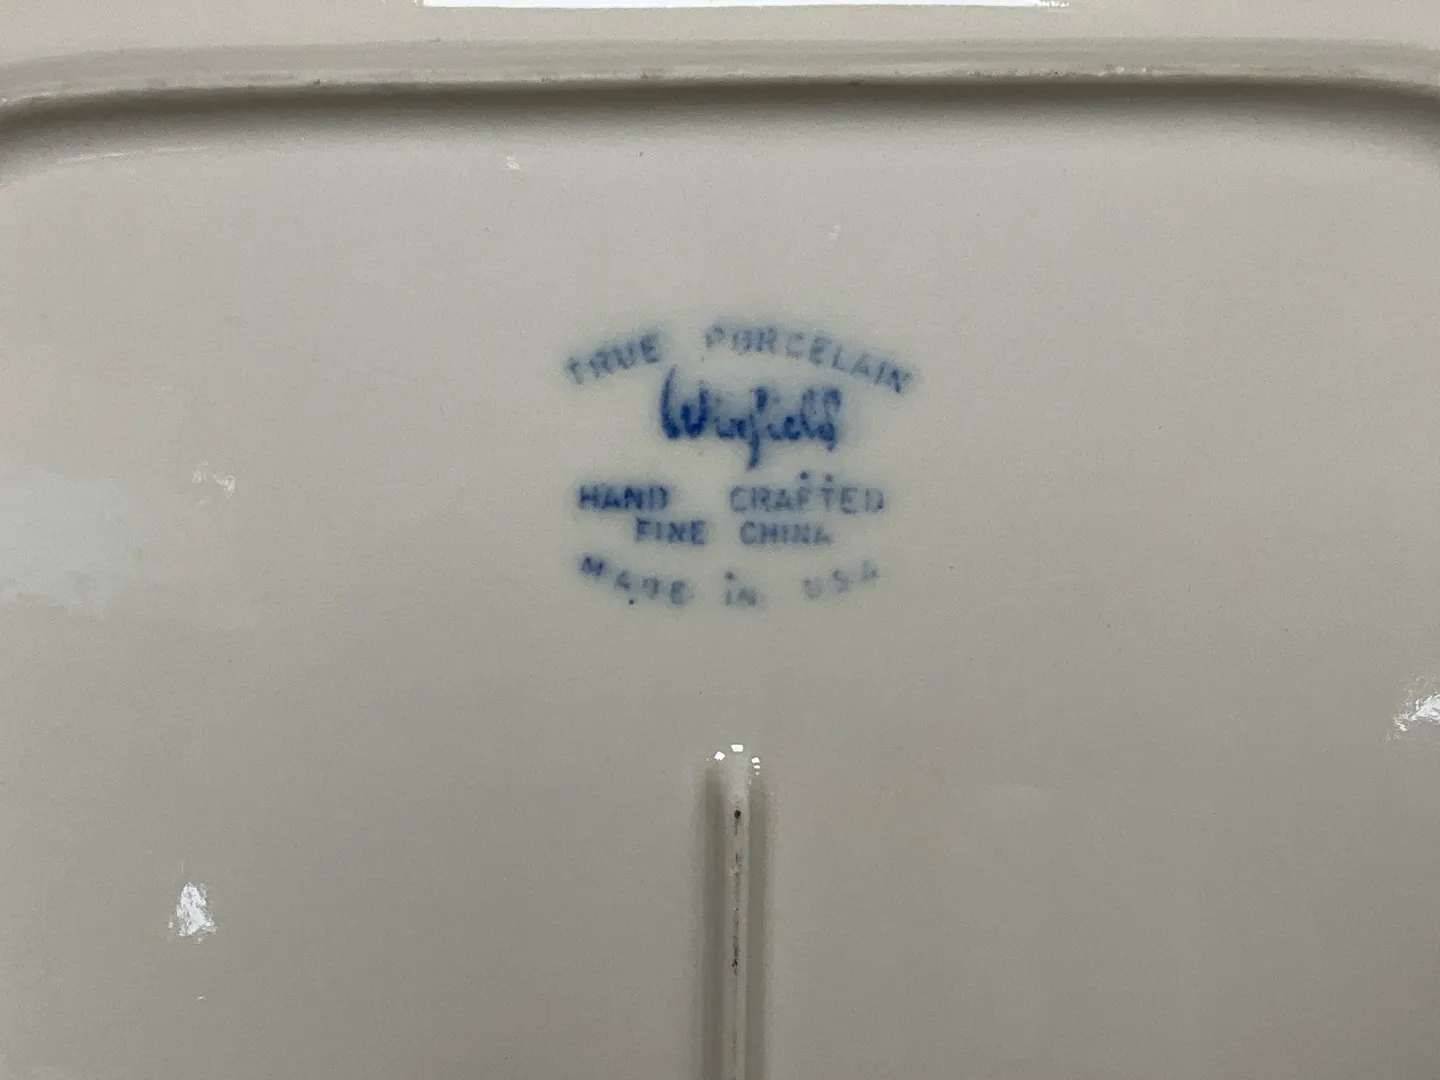 TRUE PORCELAIN
Winfield
HAND CRAFTED
FINE CHINA
MADE IN USA